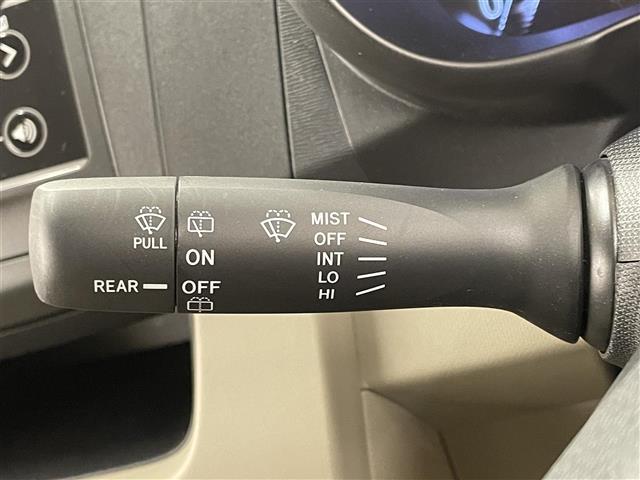 MIST
OFF
INT
LO
HI
PULL
ON
REAR OFF